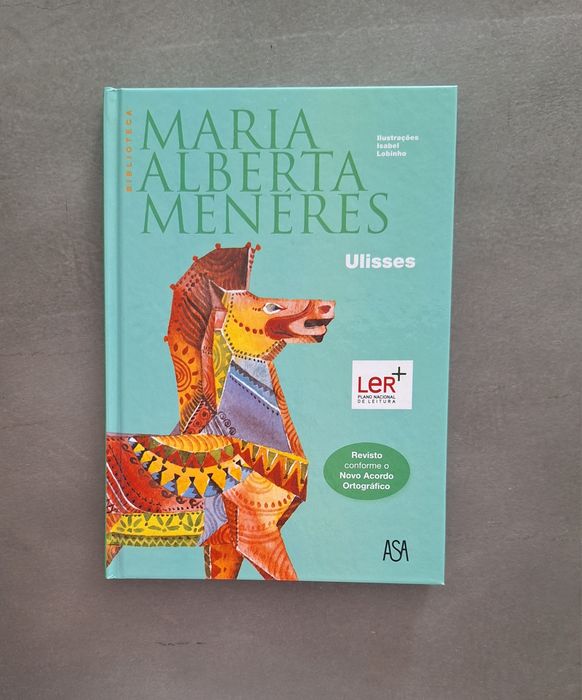 BIBLIOTECA
MARIA
ALBERTA
MENÉRES
Ilustrações
Isabel
Lobinho
Ulisses
LeR+
PLANO NACIONAL
DE LEITURA
Revisto
conforme o
Novo Acordo
Ortográfico
ASA